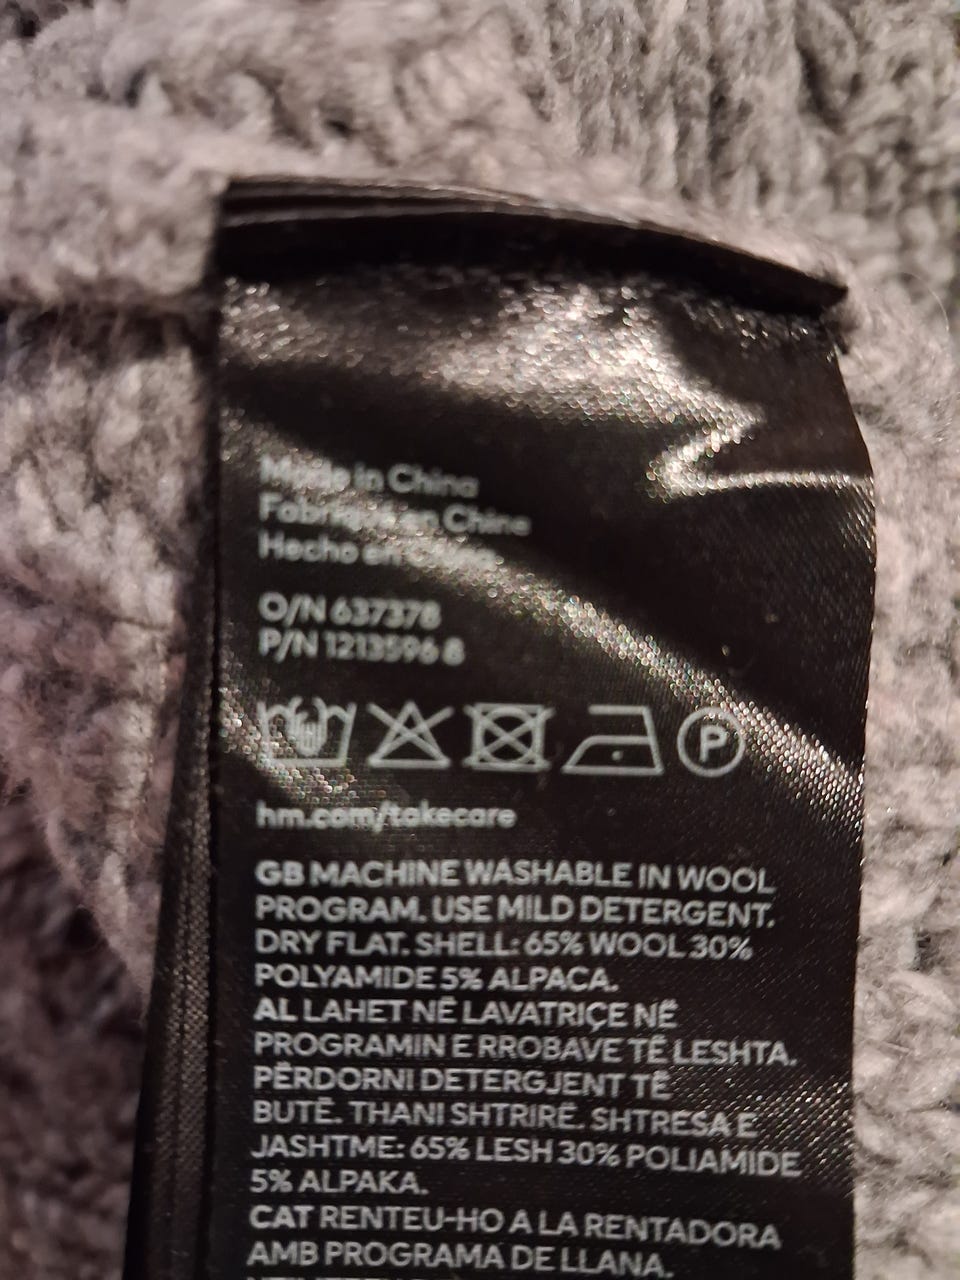 Made in China
Fabriqué en Chine
Hecho en China
O/N 637378
P/N 1213596 8
P
hm.com/takecare
GB MACHINE WASHABLE IN WOOL
PROGRAM. USE MILD DETERGENT.
DRY FLAT. SHELL: 65% WOOL 30%
POLYAMIDE 5% ALPACA.
AL LAHET NË LAVATRIÇE NË
PROGRAMIN E RROBAVE TË LESHTA.
PËRDORNI DETERGJENT TË
BUTË. THANI SHTRIRË. SHTRESA E
JASHTME: 65% LESH 30% POLIAMIDE
5% ALPAKA.
CAT RENTEU-HO A LA RENTADORA
AMB PROGRAMA DE LLANA.